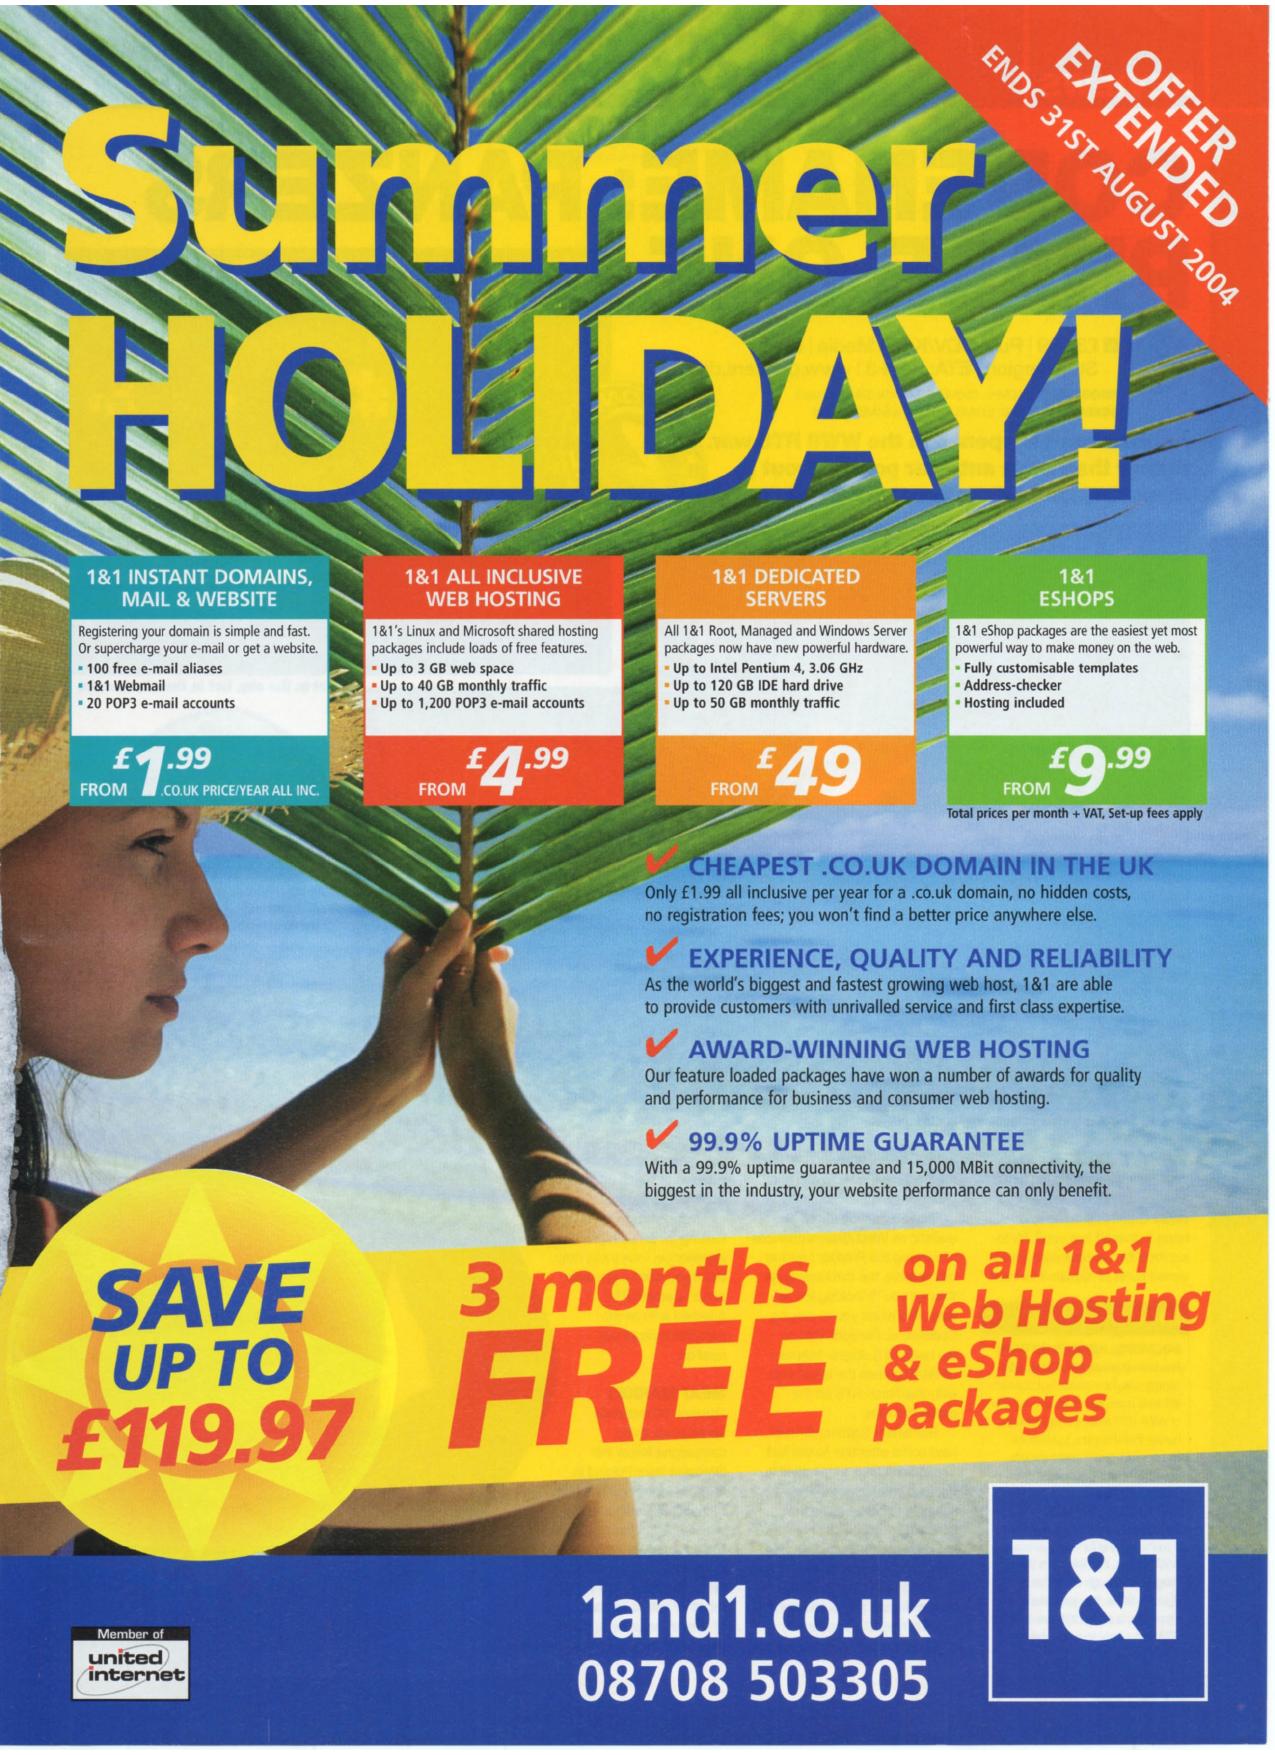 OFFER
EXTENDED
ENDS 31ST AUGUST 2004
Summer
HOLIDAY!
1&1 INSTANT DOMAINS,
MAIL & WEBSITE
Registering your domain is simple and fast.
Or supercharge your e-mail or get a website.
▪ 100 free e-mail aliases
▪ 1&1 Webmail
▪ 20 POP3 e-mail accounts
FROM £1.99 .CO.UK PRICE/YEAR ALL INC.
1&1 ALL INCLUSIVE
WEB HOSTING
1&1's Linux and Microsoft shared hosting
packages include loads of free features.
▪ Up to 3 GB web space
▪ Up to 40 GB monthly traffic
▪ Up to 1,200 POP3 e-mail accounts
FROM £4.99
1&1 DEDICATED
SERVERS
All 1&1 Root, Managed and Windows Server
packages now have new powerful hardware.
▪ Up to Intel Pentium 4, 3.06 GHz
▪ Up to 120 GB IDE hard drive
▪ Up to 50 GB monthly traffic
FROM £49
1&1
ESHOPS
1&1 eShop packages are the easiest yet most
powerful way to make money on the web.
▪ Fully customisable templates
▪ Address-checker
▪ Hosting included
FROM £9.99
Total prices per month + VAT, Set-up fees apply
✔ CHEAPEST .CO.UK DOMAIN IN THE UK
Only £1.99 all inclusive per year for a .co.uk domain, no hidden costs,
no registration fees; you won't find a better price anywhere else.
✔ EXPERIENCE, QUALITY AND RELIABILITY
As the world's biggest and fastest growing web host, 1&1 are able
to provide customers with unrivalled service and first class expertise.
✔ AWARD-WINNING WEB HOSTING
Our feature loaded packages have won a number of awards for quality
and performance for business and consumer web hosting.
✔ 99.9% UPTIME GUARANTEE
With a 99.9% uptime guarantee and 15,000 MBit connectivity, the
biggest in the industry, your website performance can only benefit.
SAVE
UP TO
£119.97
3 months
FREE
on all 1&1
Web Hosting
& eShop
packages
1and1.co.uk
08708 503305
1&1
Member of
united
internet